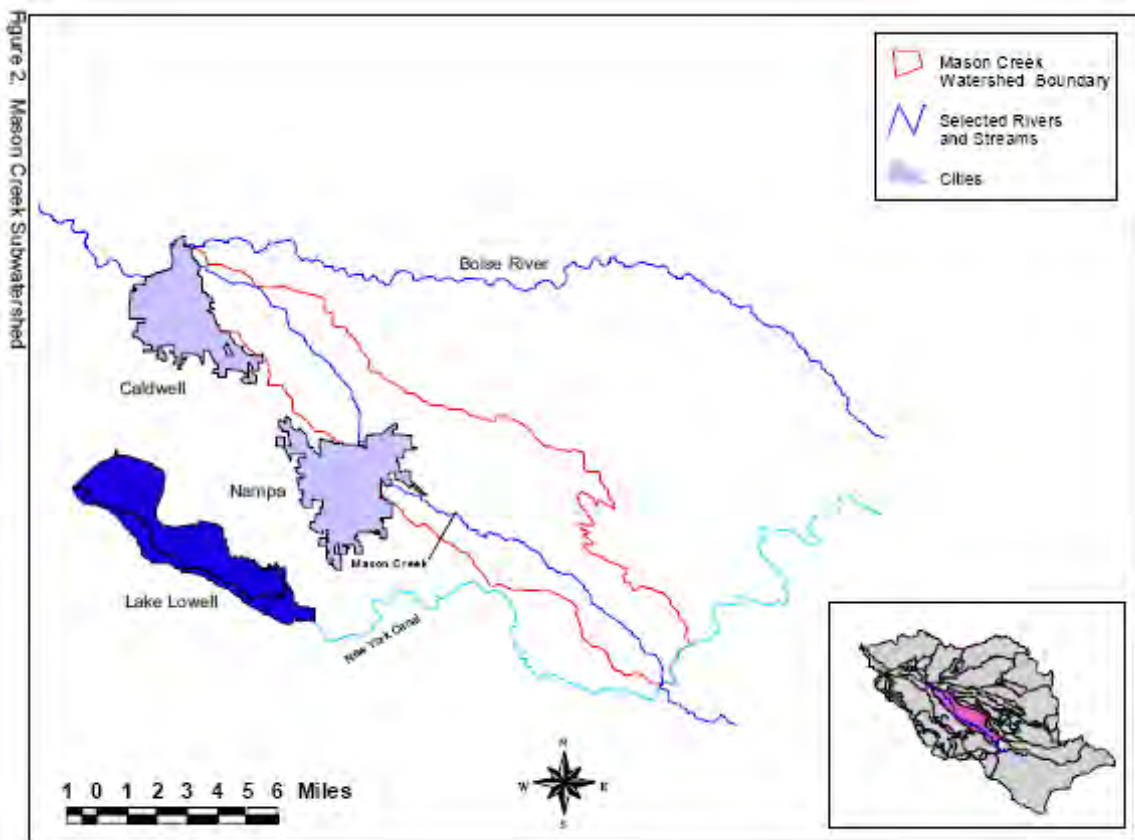 Figure 2. Mason Creek Subwatershed
Mason Creek
Watershed Boundary
Selected Rivers
and Streams
Cities
Boise River
Caldwell
Nampa
Mason Creek
Lake Lowell
New York Canal
N
W E
S
1 0 1 2 3 4 5 6 Miles